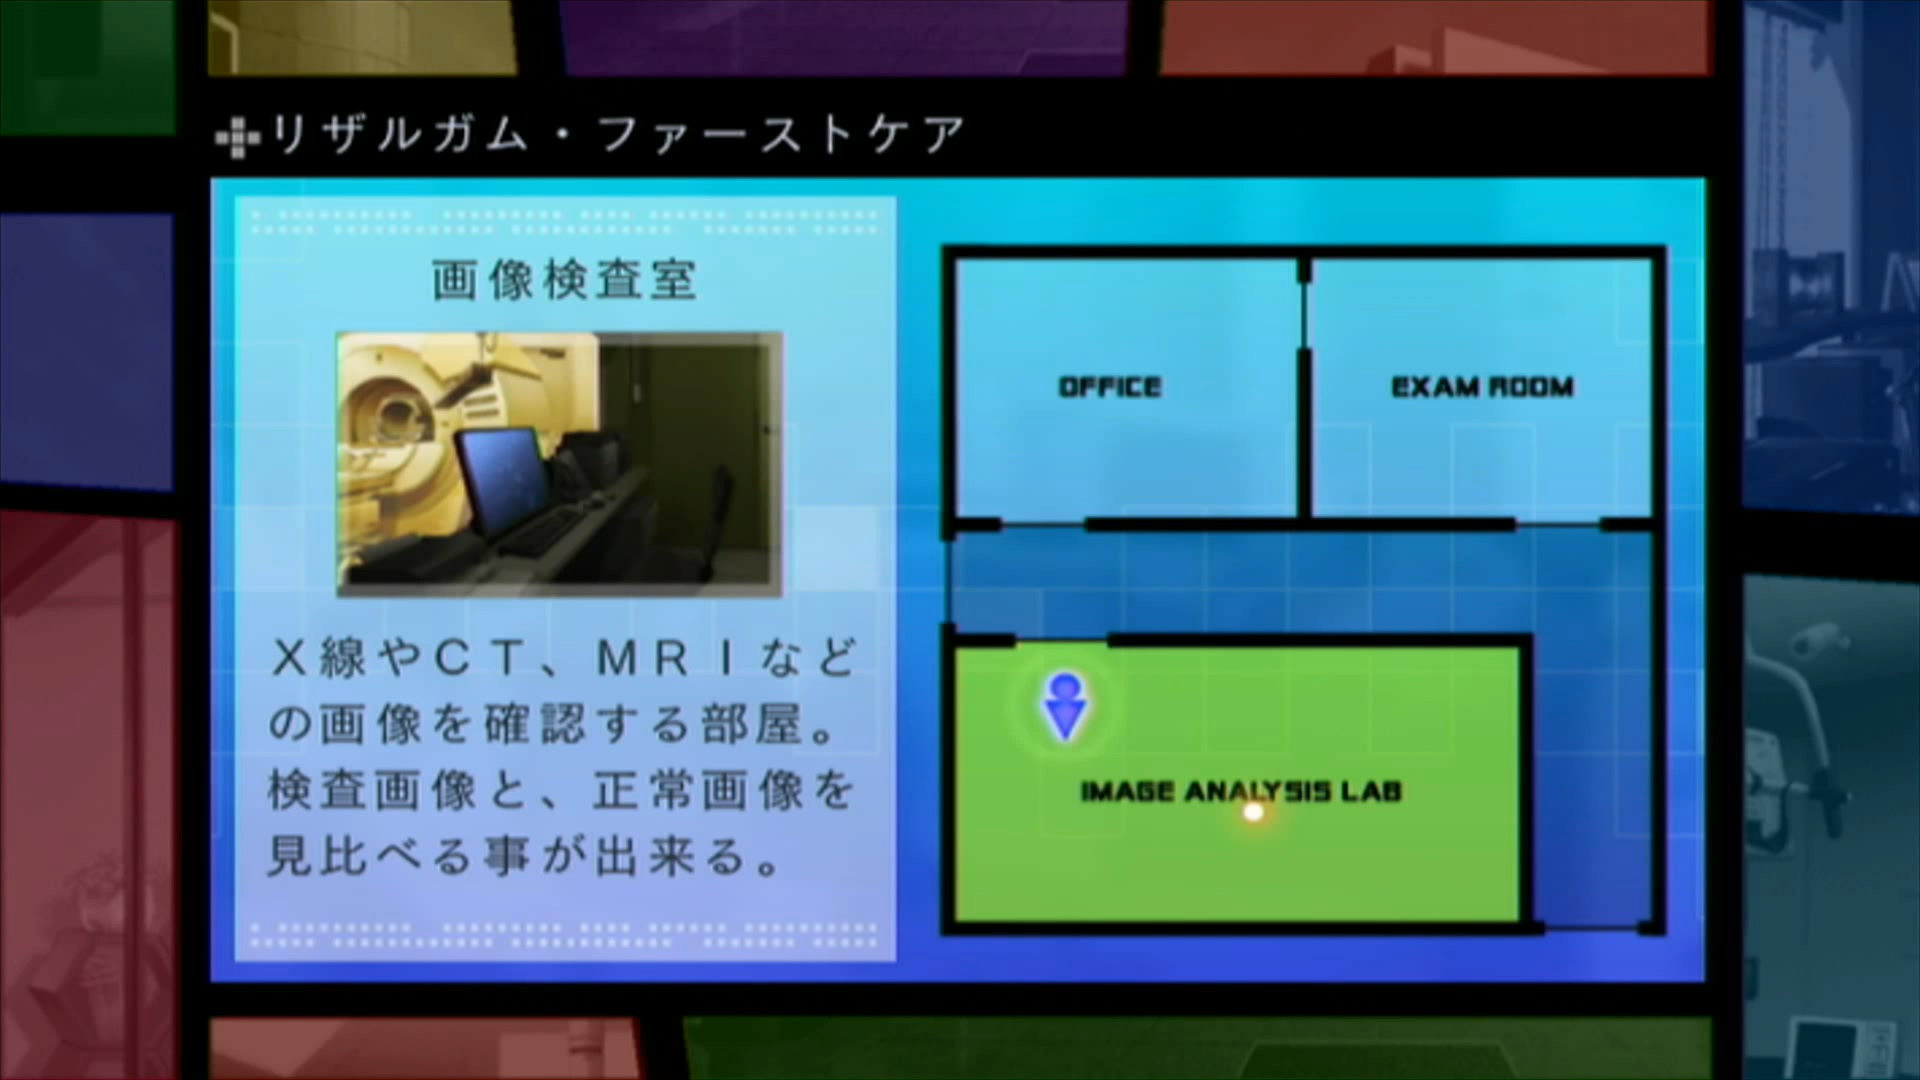 リザルガム・ファーストケア
画像検査室
X線やCT、MRIなど
の画像を確認する部屋。
検査画像と、正常画像を
見比べる事が出来る。
OFFICE
EXAM ROOM
IMAGE ANALYSIS LAB